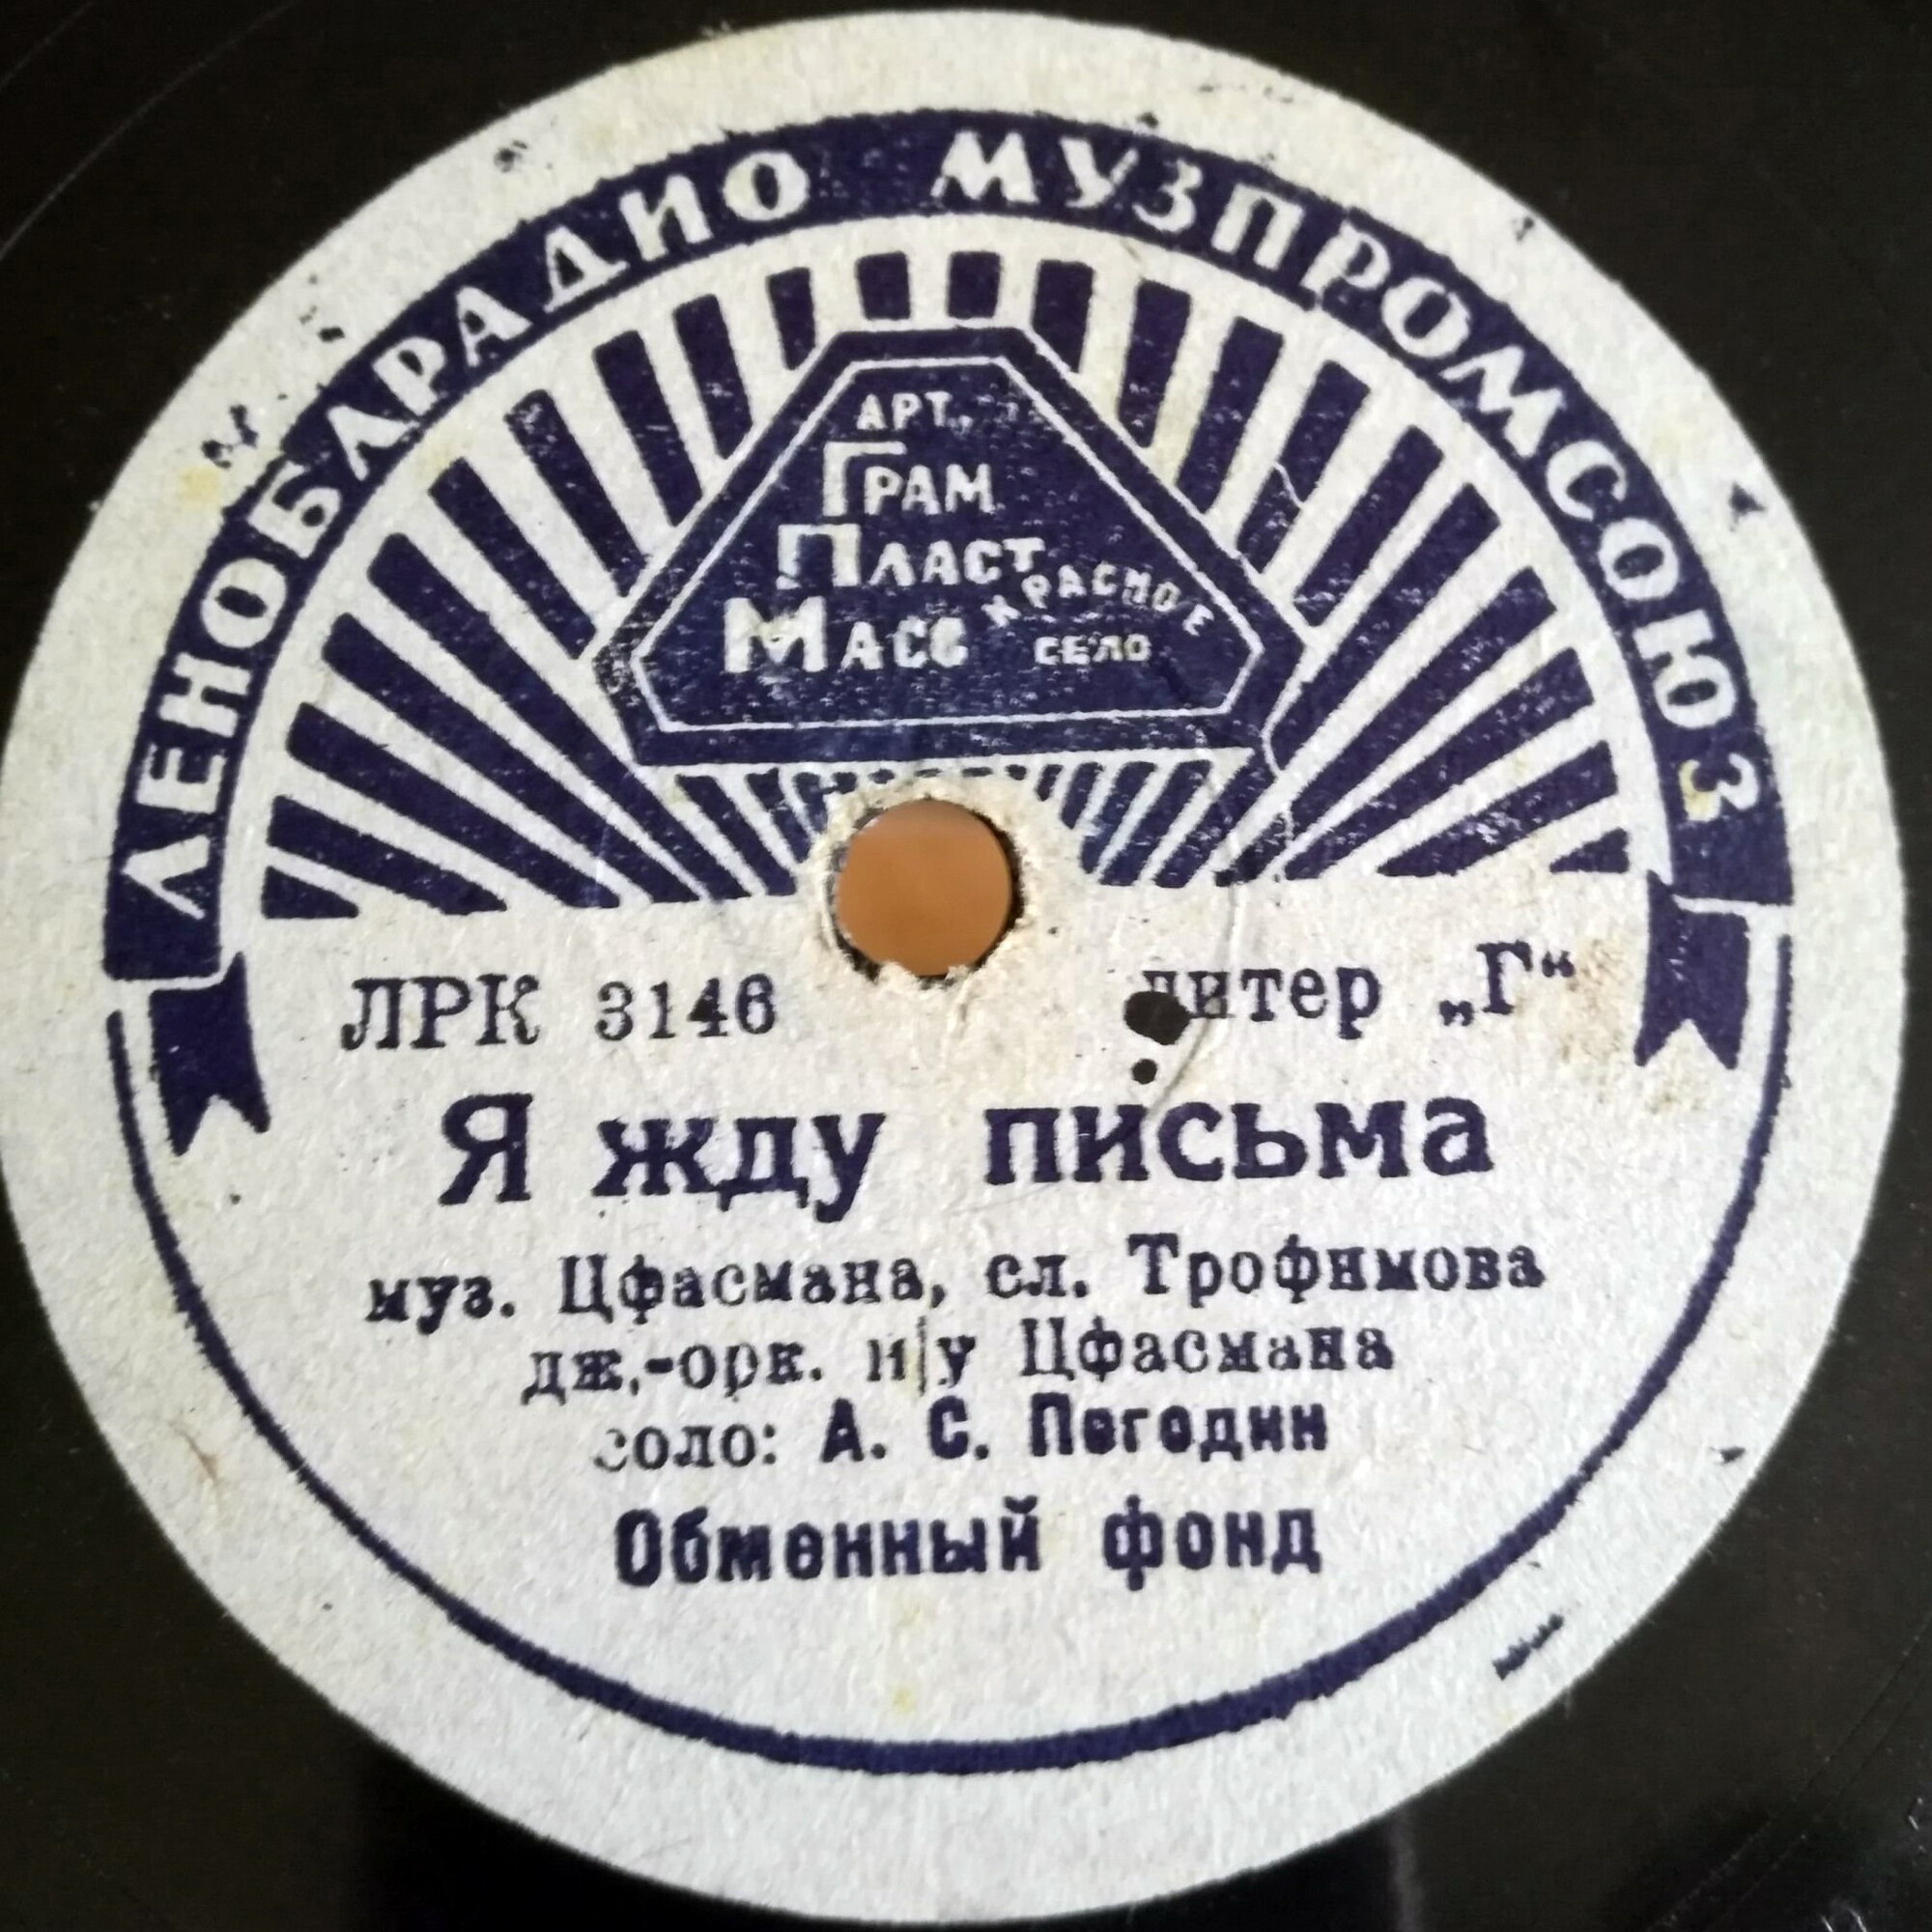 ЛЕНОБЛРАДИО МУЗПРОМСОЮЗ
АРТ.
ГРАМ
ПЛАСТ
МАСС
КРАСНОЕ
СЕЛО
ЛРК 3146 литер „Г“
Я жду письма
муз. Цфасмана, сл. Трофимова
дж.-орк. п/у Цфасмана
соло: А. С. Погодин
Обменный фонд